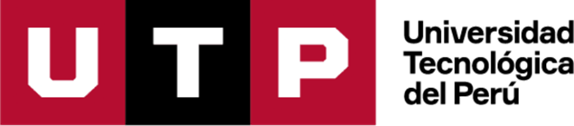 UTP
Universidad
Tecnológica
del Perú